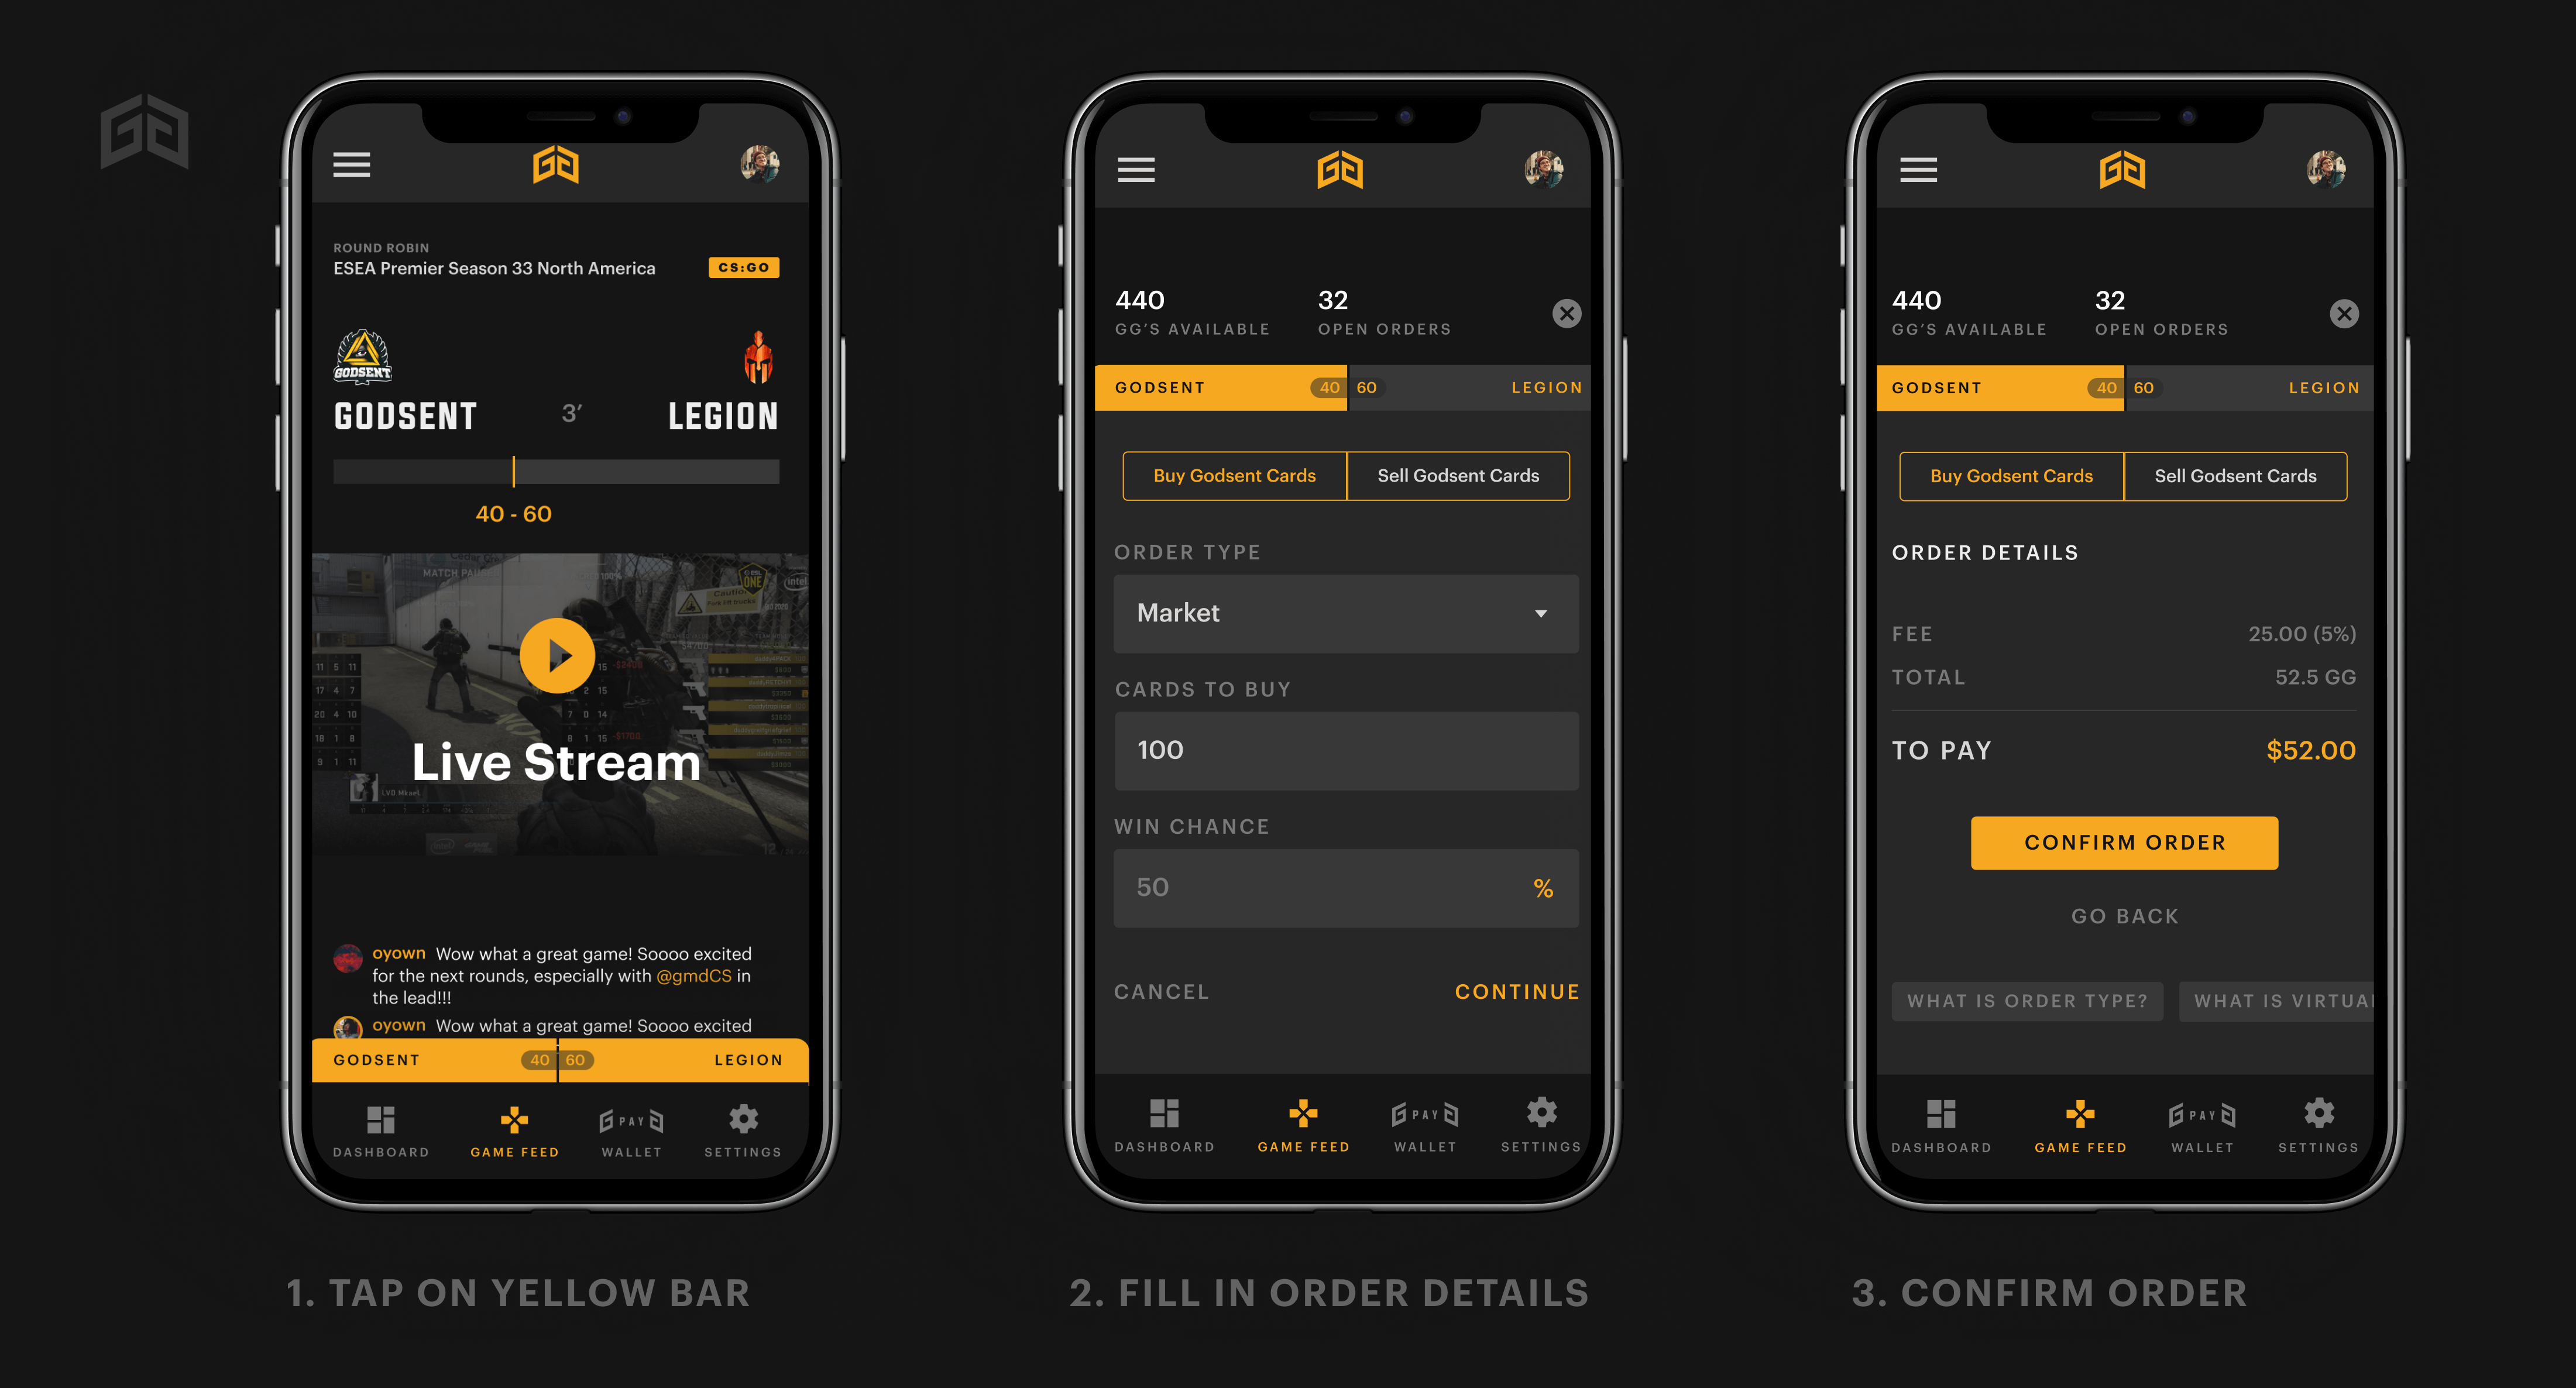 ROUND ROBIN
ESEA Premier Season 33 North America
CS:GO
GODSENT
GODSENT
3’
LEGION
40 - 60
MATCH PAU
Live Stream
oyown Wow what a great game! Soooo excited
for the next rounds, especially with @gmdCS in
the lead!!!
oyown Wow what a great game! Soooo excited
GODSENT
40
60
LEGION
DASHBOARD
GAME FEED
PAY
WALLET
SETTINGS
1. TAP ON YELLOW BAR
440
GG’S AVAILABLE
32
OPEN ORDERS
GODSENT
40
60
LEGION
Buy Godsent Cards
Sell Godsent Cards
ORDER TYPE
Market
CARDS TO BUY
100
WIN CHANCE
50
%
CANCEL
CONTINUE
DASHBOARD
GAME FEED
PAY
WALLET
SETTINGS
2. FILL IN ORDER DETAILS
440
GG’S AVAILABLE
32
OPEN ORDERS
GODSENT
40
60
LEGION
Buy Godsent Cards
Sell Godsent Cards
ORDER DETAILS
FEE
25.00 (5%)
TOTAL
52.5 GG
TO PAY
$52.00
CONFIRM ORDER
GO BACK
WHAT IS ORDER TYPE?
WHAT IS VIRTUA
DASHBOARD
GAME FEED
PAY
WALLET
SETTINGS
3. CONFIRM ORDER